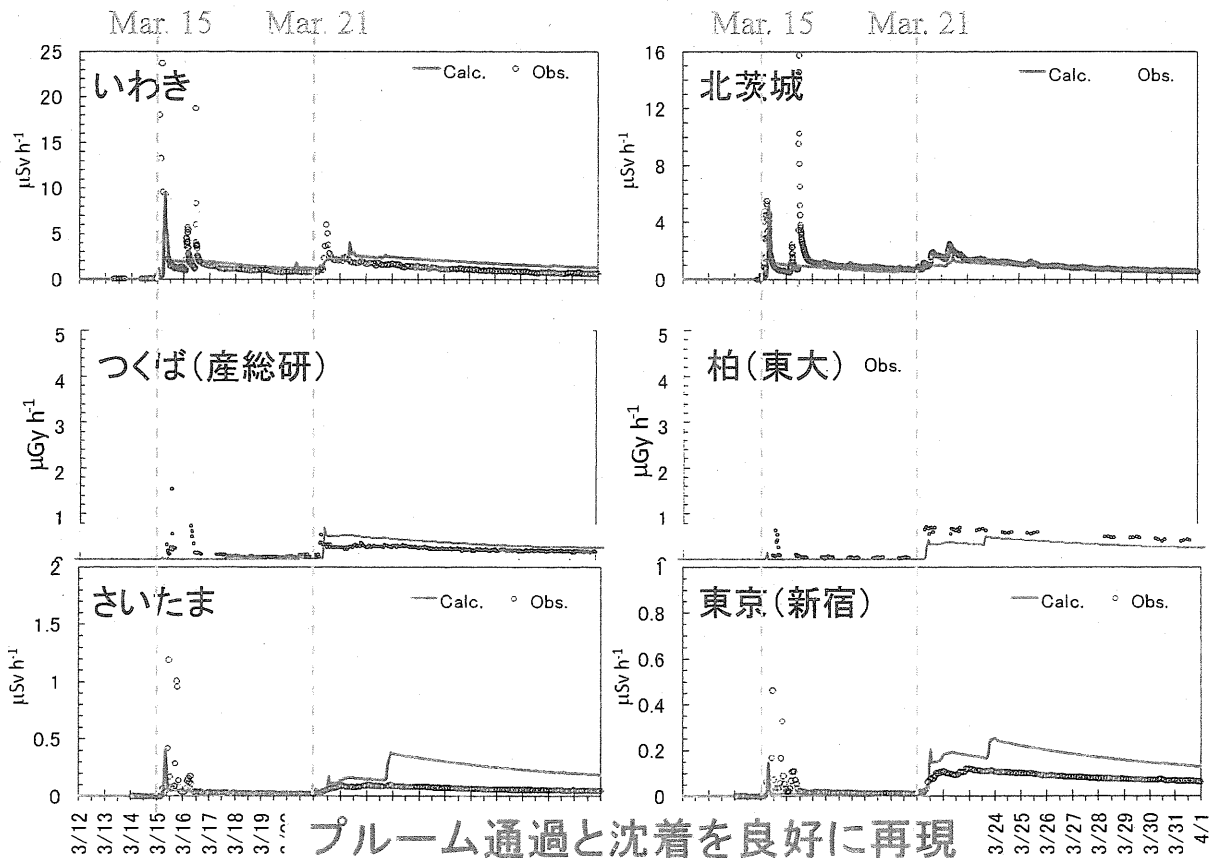 Mar. 15 Mar. 21 Mar. 15 Mar. 21
いわき
Calc. Obs.
μSv h-1
25
20
15
10
5
0
北茨城
Calc. Obs.
μSv h-1
16
12
8
4
0
つくば(産総研)
μGy h-1
5
4
3
2
1
柏(東大) Obs.
μGy h-1
5
4
3
2
1
さいたま
Calc. Obs.
μSv h-1
2
1.5
1
0.5
0
東京(新宿)
Calc. Obs.
μSv h-1
1
0.8
0.6
0.4
0.2
0
3/12 3/13 3/14 3/15 3/16 3/17 3/18 3/19
プルーム通過と沈着を良好に再現
3/24 3/25 3/26 3/27 3/28 3/29 3/30 3/31 4/1